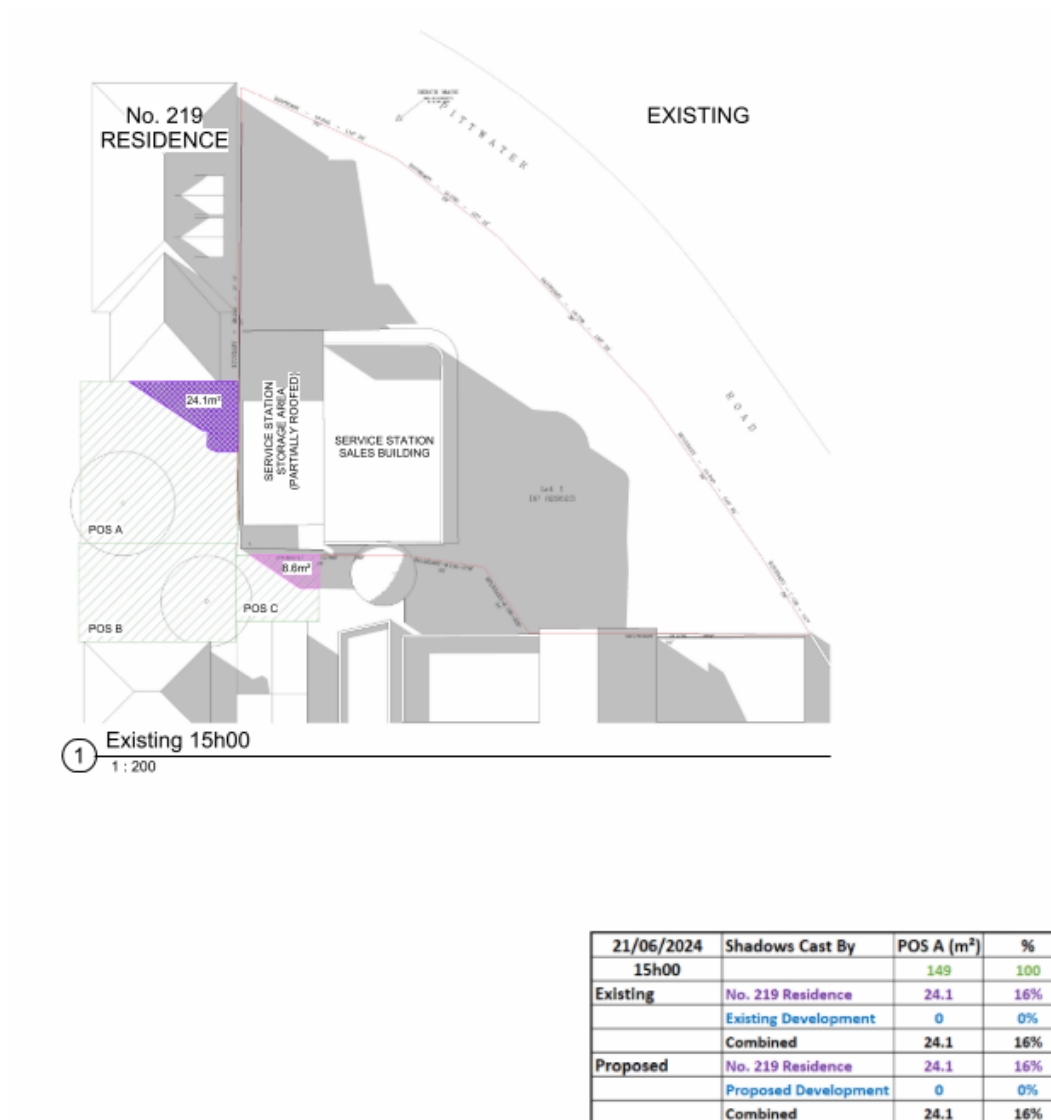 No. 219
RESIDENCE
EXISTING
PITTWATER
ROAD
24.1m²
SERVICE STATION
STORAGE AREA
(PARTIALLY ROOFED)
SERVICE STATION
SALES BUILDING
POS A
8.6m²
POS C
POS B
1 Existing 15h00
1 : 200
21/06/2024 Shadows Cast By POS A (m²) %
15h00 149 100
Existing No. 219 Residence 24.1 16%
Existing Development 0 0%
Combined 24.1 16%
Proposed No. 219 Residence 24.1 16%
Proposed Development 0 0%
Combined 24.1 16%